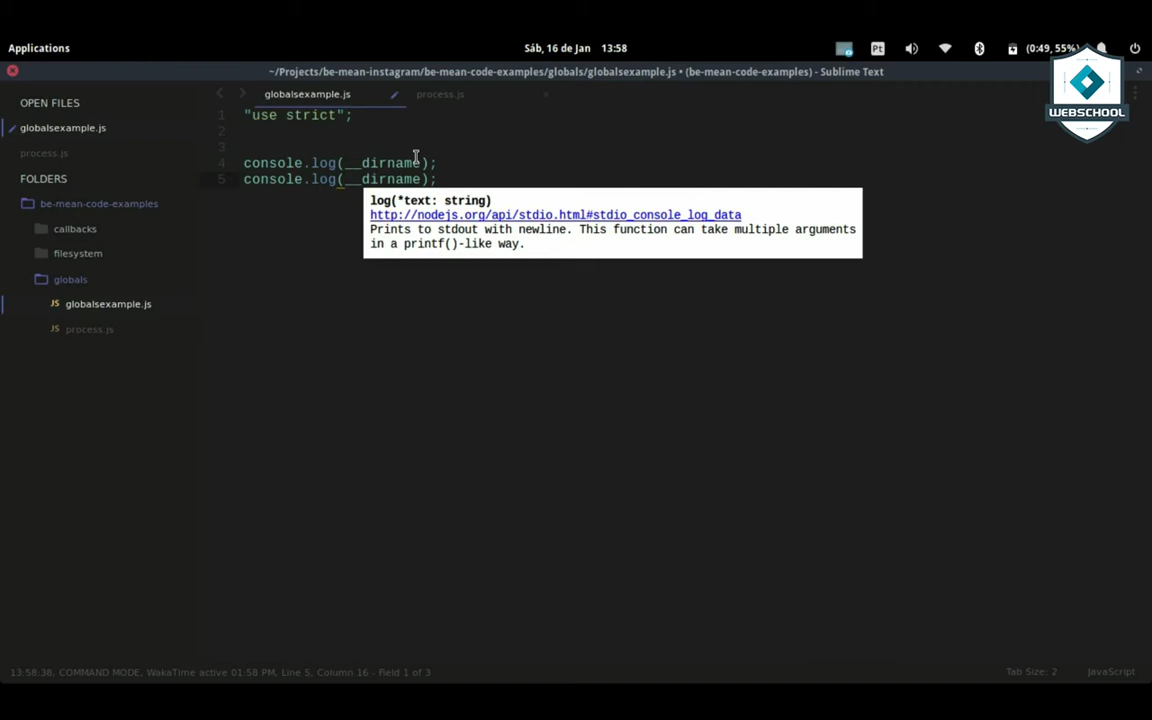 Applications
Sáb, 16 de Jan 13:58
Pt
(0:49, 55%)
~/Projects/be-mean-instagram/be-mean-code-examples/globals/globalsexample.js • (be-mean-code-examples) - Sublime Text
WEBSCHOOL
OPEN FILES
globalsexample.js
process.js
FOLDERS
be-mean-code-examples
callbacks
filesystem
globals
globalsexample.js
process.js
globalsexample.js
process.js
1 "use strict";
2
3
4 console.log(__dirname);
5 console.log(__dirname);
log(*text: string)
http://nodejs.org/api/stdio.html#stdio_console_log_data
Prints to stdout with newline. This function can take multiple arguments
in a printf()-like way.
13:58:38, COMMAND MODE, WakaTime active 01:58 PM, Line 5, Column 16 - Field 1 of 3
Tab Size: 2
JavaScript